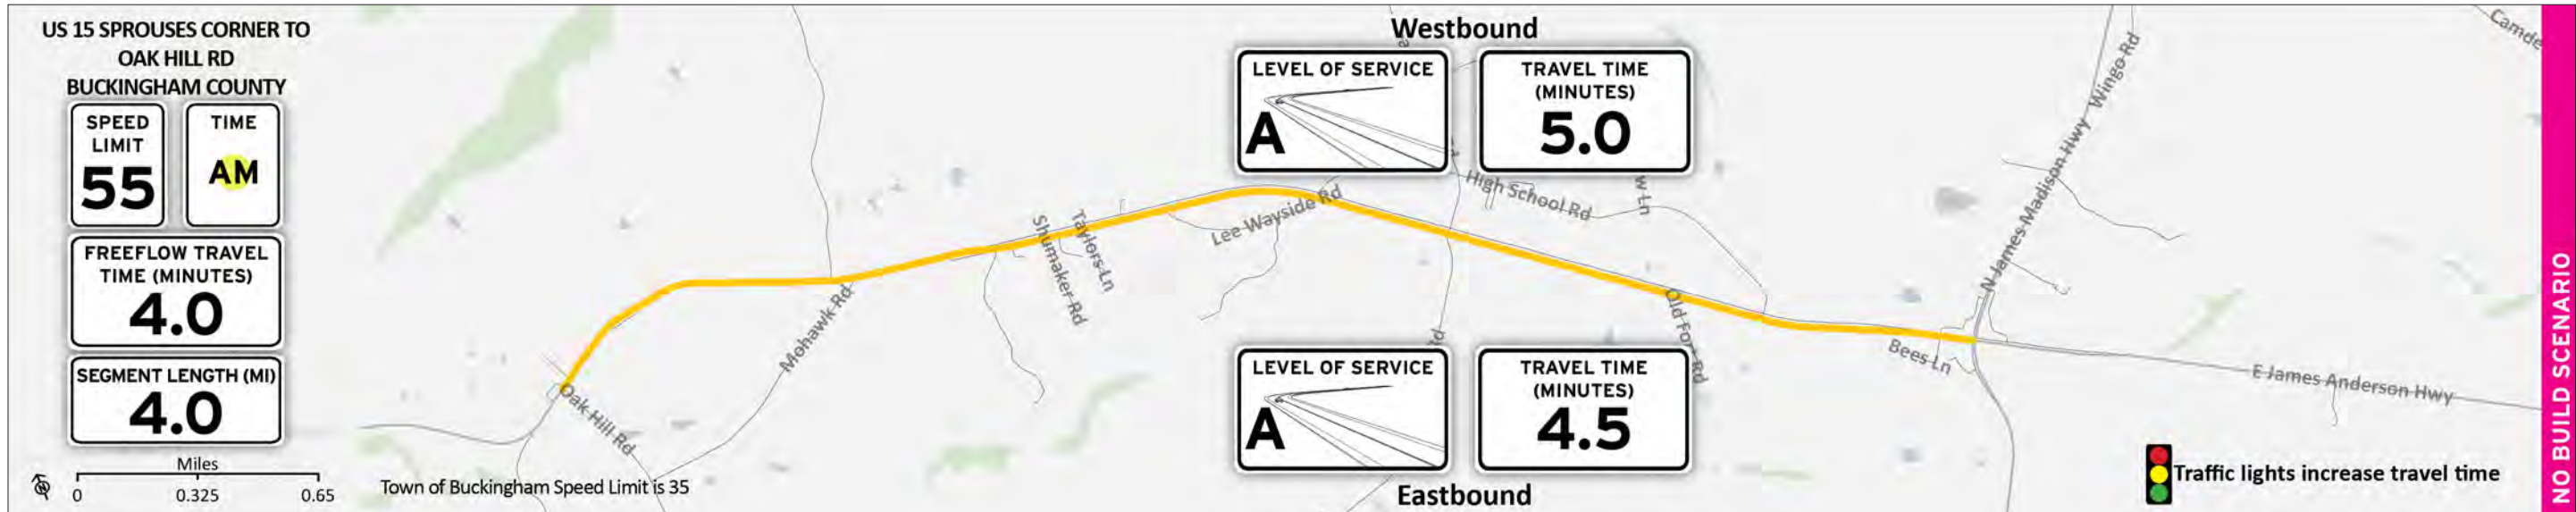 US 15 SPROUSES CORNER TO
OAK HILL RD
BUCKINGHAM COUNTY
SPEED
LIMIT
55
TIME
AM
FREEFLOW TRAVEL
TIME (MINUTES)
4.0
SEGMENT LENGTH (MI)
4.0
Miles
0 0.325 0.65
Town of Buckingham Speed Limit is 35
Westbound
LEVEL OF SERVICE
A
TRAVEL TIME
(MINUTES)
5.0
Oak Hill Rd
Mohawk Rd
Shumaker Rd
Taylors Ln
Lee Wayside Rd
High School Rd
w Ln
Old Fort Rd
Rd
Bees Ln
N James Madison Hwy
Wingo Rd
E James Anderson Hwy
Camde
LEVEL OF SERVICE
A
TRAVEL TIME
(MINUTES)
4.5
Eastbound
Traffic lights increase travel time
NO BUILD SCENARIO